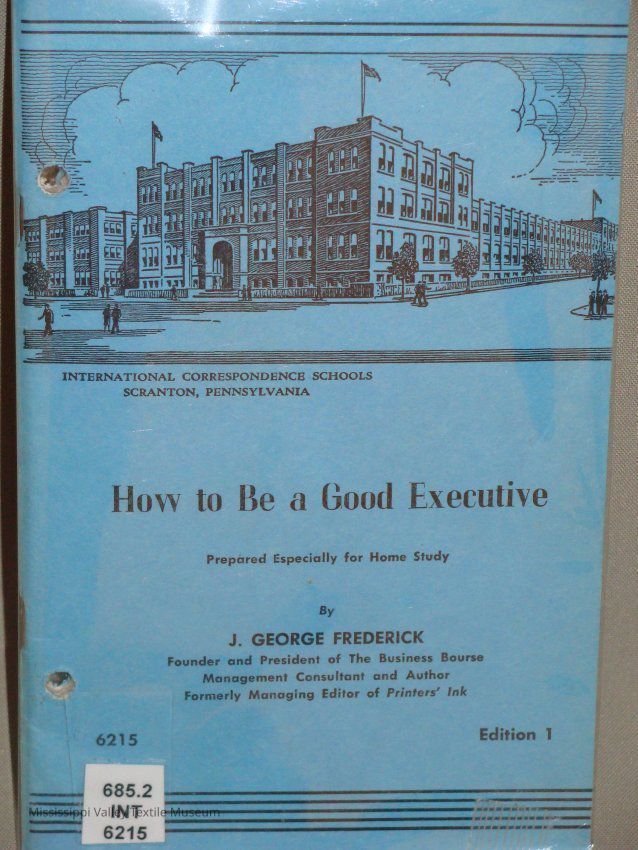 INTERNATIONAL CORRESPONDENCE SCHOOLS
SCRANTON, PENNSYLVANIA
How to Be a Good Executive
Prepared Especially for Home Study
By
J. GEORGE FREDERICK
Founder and President of The Business Bourse
Management Consultant and Author
Formerly Managing Editor of Printers' Ink
6215
Edition 1
685.2
INT
6215
Mississippi Valley Textile Museum